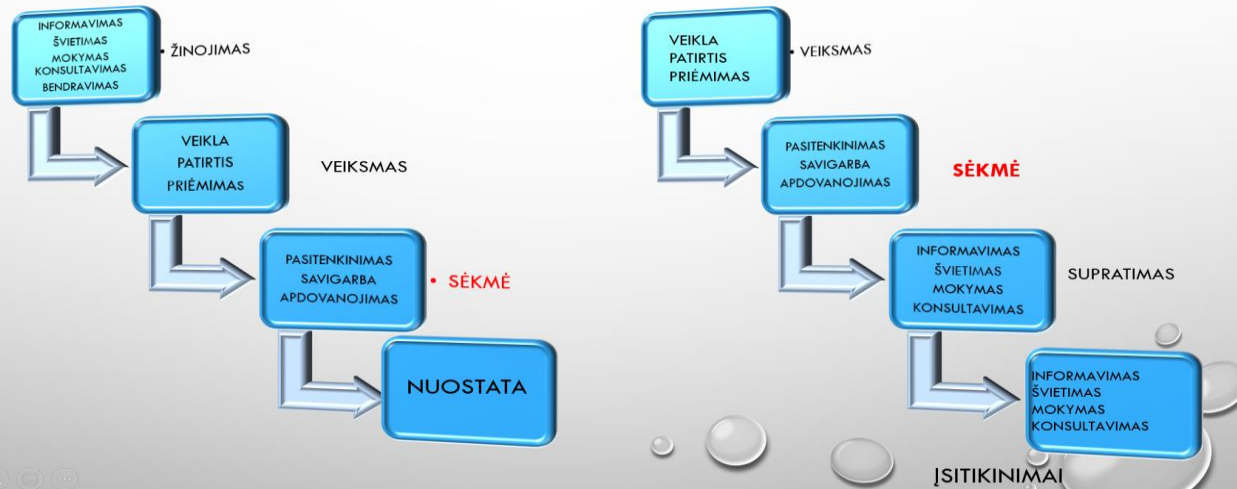 INFORMAVIMAS
ŠVIETIMAS
MOKYMAS
KONSULTAVIMAS
BENDRAVIMAS
• ŽINOJIMAS
VEIKLA
PATIRTIS
PRIĖMIMAS
VEIKSMAS
PASITENKINIMAS
SAVIGARBA
APDOVANOJIMAS
• SĖKMĖ
NUOSTATA
VEIKLA
PATIRTIS
PRIĖMIMAS
• VEIKSMAS
PASITENKINIMAS
SAVIGARBA
APDOVANOJIMAS
SĖKMĖ
INFORMAVIMAS
ŠVIETIMAS
MOKYMAS
KONSULTAVIMAS
SUPRATIMAS
INFORMAVIMAS
ŠVIETIMAS
MOKYMAS
KONSULTAVIMAS
ĮSITIKINIMAI